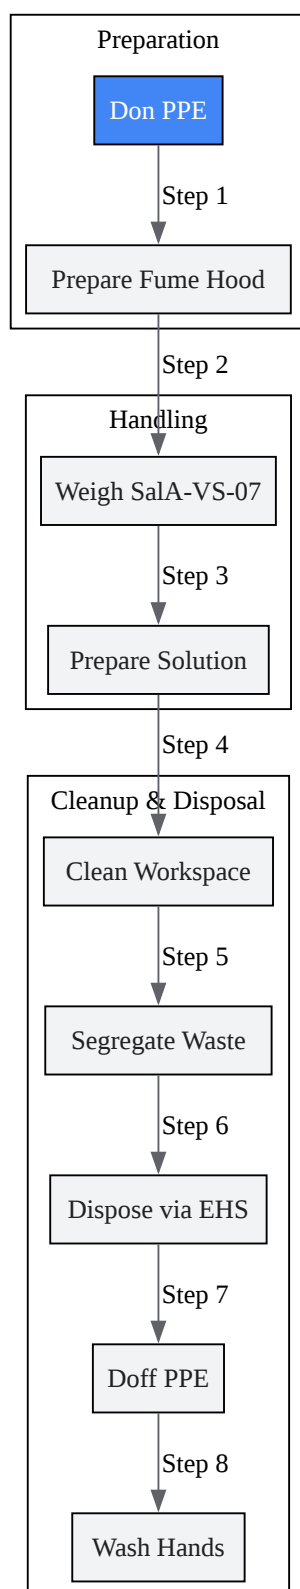 Preparation
Don PPE
Step 1
Prepare Fume Hood
Step 2
Handling
Weigh SalA-VS-07
Step 3
Prepare Solution
Step 4
Cleanup & Disposal
Clean Workspace
Step 5
Segregate Waste
Step 6
Dispose via EHS
Step 7
Doff PPE
Step 8
Wash Hands